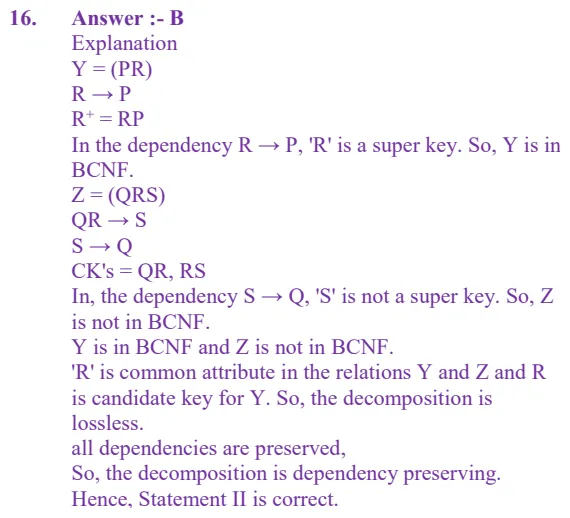 16. Answer :- B
Explanation
Y = (PR)
R → P
R⁺ = RP
In the dependency R → P, 'R' is a super key. So, Y is in
BCNF.
Z = (QRS)
QR → S
S → Q
CK's = QR, RS
In, the dependency S → Q, 'S' is not a super key. So, Z
is not in BCNF.
Y is in BCNF and Z is not in BCNF.
'R' is common attribute in the relations Y and Z and R
is candidate key for Y. So, the decomposition is
lossless.
all dependencies are preserved,
So, the decomposition is dependency preserving.
Hence, Statement II is correct.